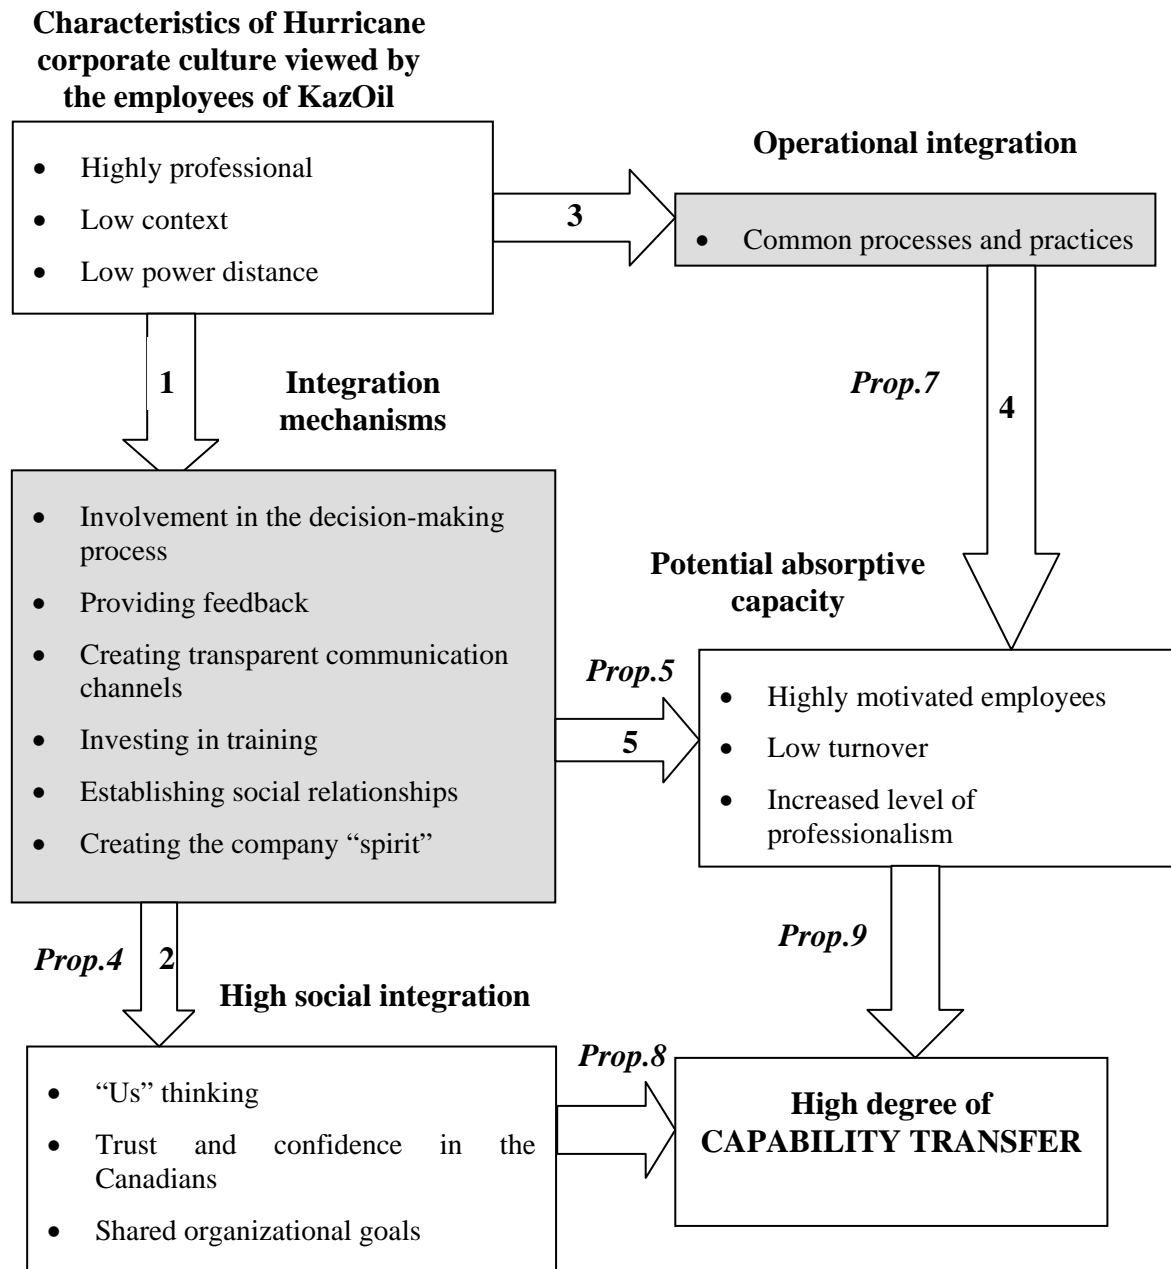 Characteristics of Hurricane
corporate culture viewed by
the employees of KazOil
• Highly professional
• Low context
• Low power distance
3
Operational integration
• Common processes and practices
1
Integration
mechanisms
Prop.7
4
• Involvement in the decision-making
process
• Providing feedback
• Creating transparent communication
channels
• Investing in training
• Establishing social relationships
• Creating the company “spirit”
Prop.5
5
Potential absorptive
capacity
• Highly motivated employees
• Low turnover
• Increased level of
professionalism
Prop.4
2
High social integration
Prop.9
• “Us” thinking
• Trust and confidence in the
Canadians
• Shared organizational goals
Prop.8
High degree of
CAPABILITY TRANSFER